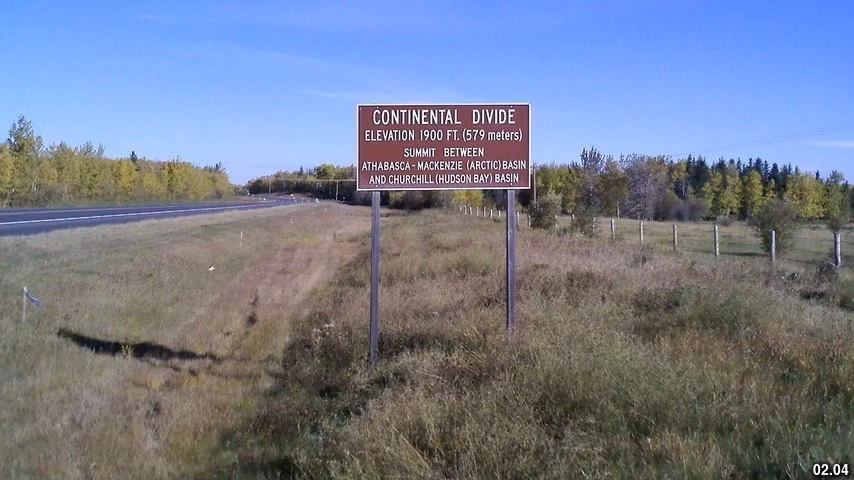 CONTINENTAL DIVIDE
ELEVATION 1900 FT. (579 meters)
SUMMIT BETWEEN
ATHABASCA - MACKENZIE (ARCTIC) BASIN
AND CHURCHILL (HUDSON BAY) BASIN
02.04